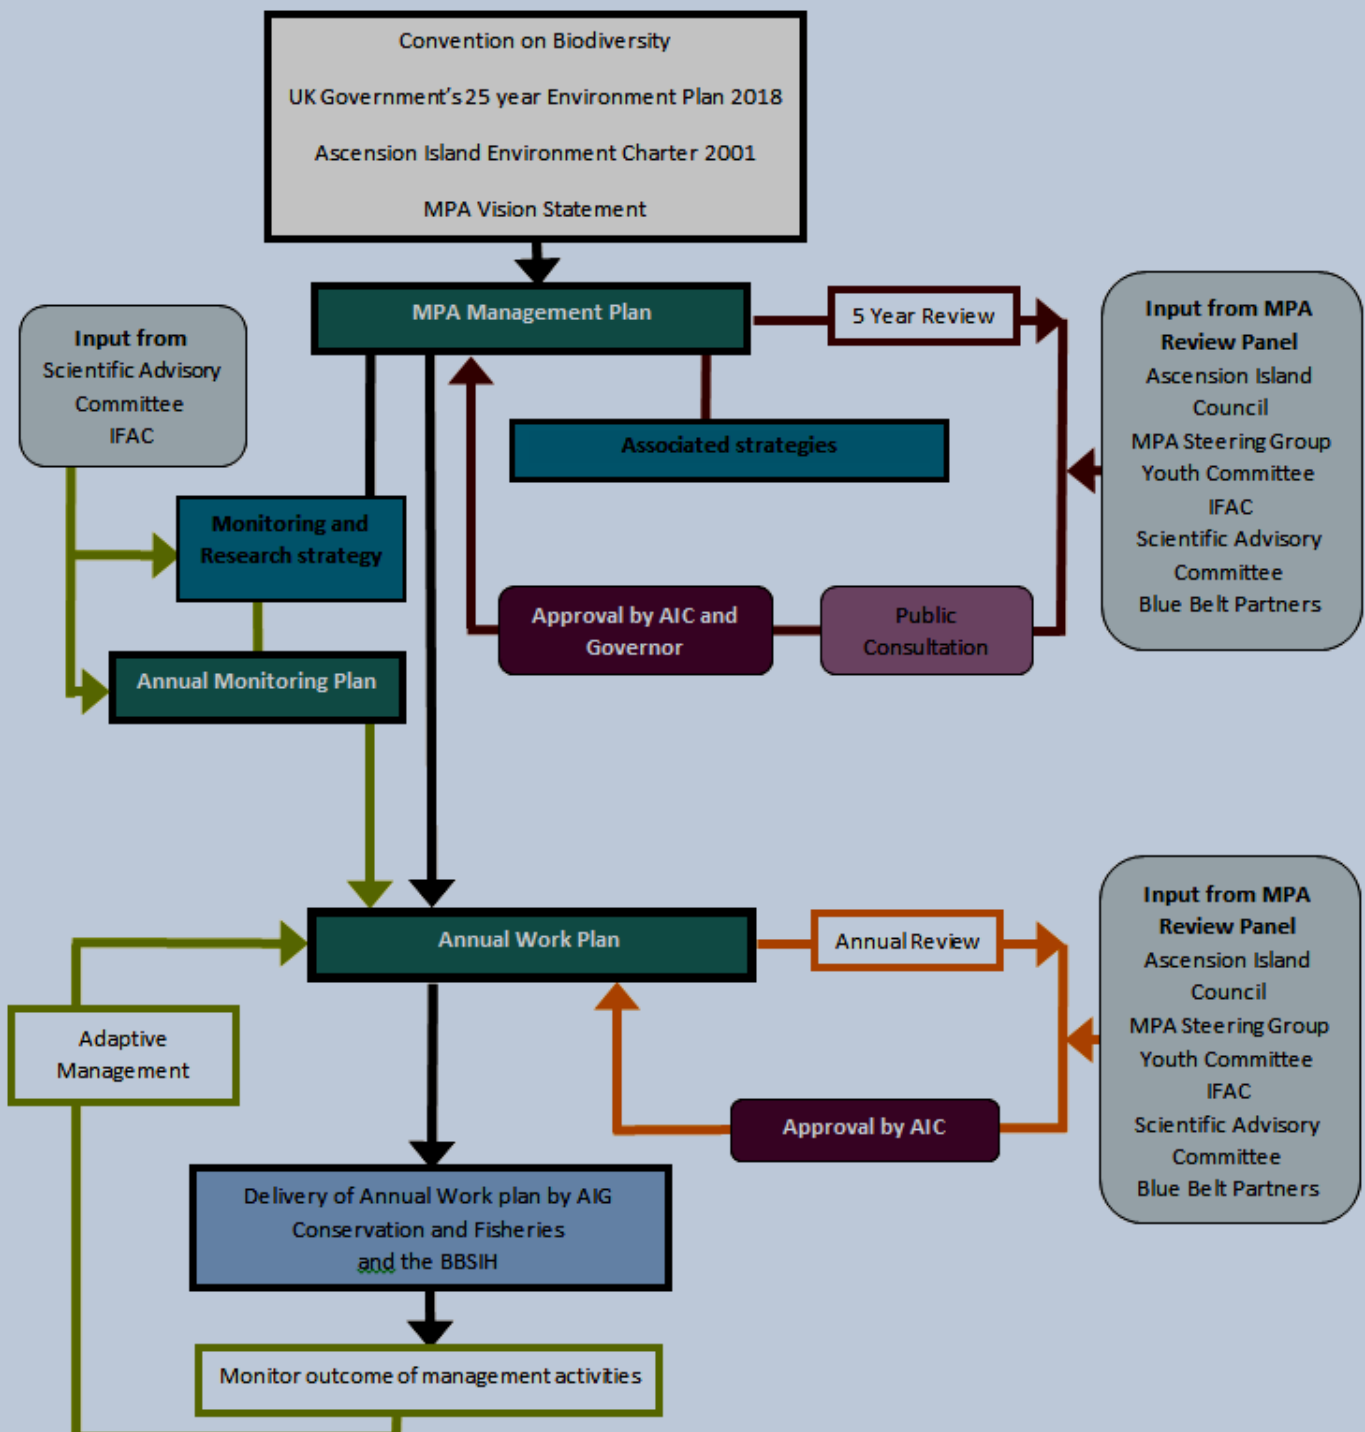 Convention on Biodiversity
UK Government's 25 year Environment Plan 2018
Ascension Island Environment Charter 2001
MPA Vision Statement
MPA Management Plan
5 Year Review
Input from MPA
Review Panel
Ascension Island
Council
MPA Steering Group
Youth Committee
IFAC
Scientific Advisory
Committee
Blue Belt Partners
Input from
Scientific Advisory
Committee
IFAC
Associated strategies
Monitoring and
Research strategy
Approval by AIC and
Governor
Public
Consultation
Annual Monitoring Plan
Annual Work Plan
Annual Review
Input from MPA
Review Panel
Ascension Island
Council
MPA Steering Group
Youth Committee
IFAC
Scientific Advisory
Committee
Blue Belt Partners
Adaptive
Management
Approval by AIC
Delivery of Annual Work plan by AIG
Conservation and Fisheries
and the BBSIH
Monitor outcome of management activities